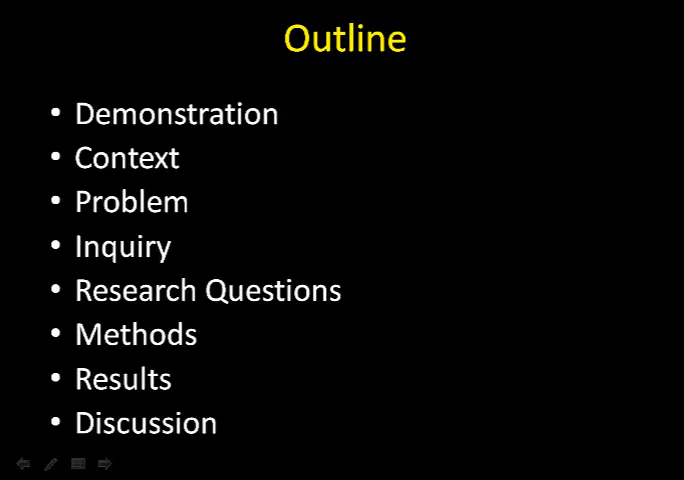 Outline
• Demonstration
• Context
• Problem
• Inquiry
• Research Questions
• Methods
• Results
• Discussion